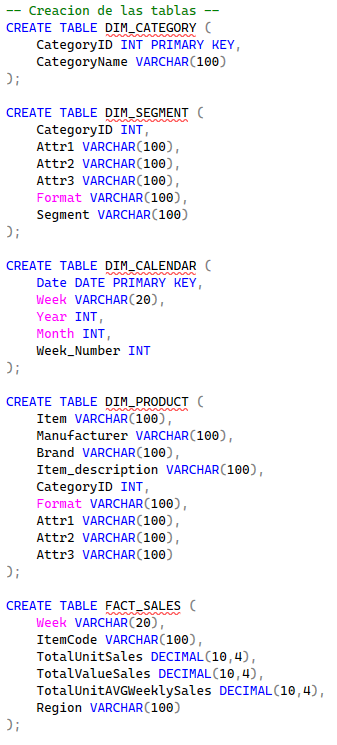 -- Creacion de las tablas --
CREATE TABLE DIM_CATEGORY (
    CategoryID INT PRIMARY KEY,
    CategoryName VARCHAR(100)
);

CREATE TABLE DIM_SEGMENT (
    CategoryID INT,
    Attr1 VARCHAR(100),
    Attr2 VARCHAR(100),
    Attr3 VARCHAR(100),
    Format VARCHAR(100),
    Segment VARCHAR(100)
);

CREATE TABLE DIM_CALENDAR (
    Date DATE PRIMARY KEY,
    Week VARCHAR(20),
    Year INT,
    Month INT,
    Week_Number INT
);

CREATE TABLE DIM_PRODUCT (
    Item VARCHAR(100),
    Manufacturer VARCHAR(100),
    Brand VARCHAR(100),
    Item_description VARCHAR(100),
    CategoryID INT,
    Format VARCHAR(100),
    Attr1 VARCHAR(100),
    Attr2 VARCHAR(100),
    Attr3 VARCHAR(100)
);

CREATE TABLE FACT_SALES (
    Week VARCHAR(20),
    ItemCode VARCHAR(100),
    TotalUnitSales DECIMAL(10,4),
    TotalValueSales DECIMAL(10,4),
    TotalUnitAVGWeeklySales DECIMAL(10,4),
    Region VARCHAR(100)
);